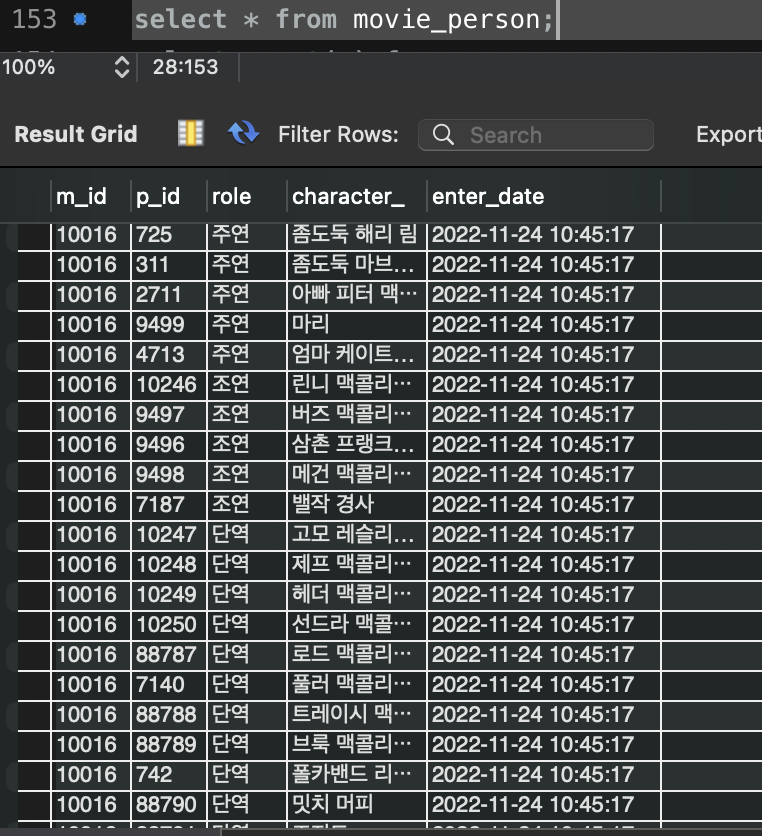 153 select * from movie_person;
100% 28:153
Result Grid Filter Rows: Search Export
m_id p_id role character_ enter_date
10016 725 주연 좀도둑 해리 림 2022-11-24 10:45:17
10016 311 주연 좀도둑 마브... 2022-11-24 10:45:17
10016 2711 주연 아빠 피터 맥··· 2022-11-24 10:45:17
10016 9499 주연 마리 2022-11-24 10:45:17
10016 4713 주연 엄마 케이트... 2022-11-24 10:45:17
10016 10246 조연 린니 맥콜리··· 2022-11-24 10:45:17
10016 9497 조연 버즈 맥콜리··· 2022-11-24 10:45:17
10016 9496 조연 삼촌 프랭크... 2022-11-24 10:45:17
10016 9498 조연 메건 맥콜리··· 2022-11-24 10:45:17
10016 7187 조연 밸작 경사 2022-11-24 10:45:17
10016 10247 단역 고모 레슬리... 2022-11-24 10:45:17
10016 10248 단역 제프 맥콜리··· 2022-11-24 10:45:17
10016 10249 단역 헤더 맥콜리··· 2022-11-24 10:45:17
10016 10250 단역 선드라 맥콜··· 2022-11-24 10:45:17
10016 88787 단역 로드 맥콜리··· 2022-11-24 10:45:17
10016 7140 단역 풀러 맥콜리··· 2022-11-24 10:45:17
10016 88788 단역 트레이시 맥··· 2022-11-24 10:45:17
10016 88789 단역 브룩 맥콜리··· 2022-11-24 10:45:17
10016 742 단역 폴카밴드 리··· 2022-11-24 10:45:17
10016 88790 단역 밋치 머피 2022-11-24 10:45:17